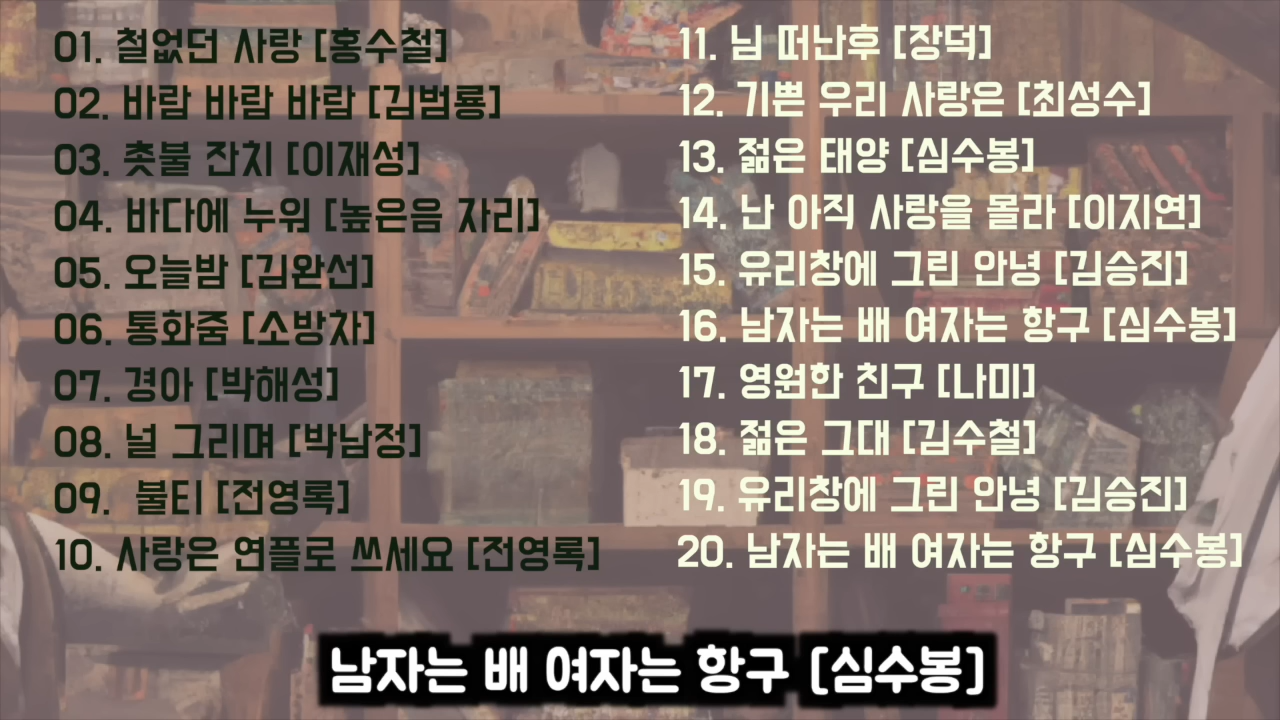 01. 철없던 사랑 [홍수철]
02. 바람 바람 바람 [김범룡]
03. 촛불 잔치 [이재성]
04. 바다에 누워 [높은음 자리]
05. 오늘밤 [김완선]
06. 통화중 [소방차]
07. 경아 [박혜성]
08. 널 그리며 [박남정]
09. 불티 [전영록]
10. 사랑은 연플로 쓰세요 [전영록]
11. 님 떠난후 [장덕]
12. 기쁜 우리 사랑은 [최성수]
13. 젊은 태양 [심수봉]
14. 난 아직 사랑을 몰라 [이지연]
15. 유리창에 그린 안녕 [김승진]
16. 남자는 배 여자는 항구 [심수봉]
17. 영원한 친구 [나미]
18. 젊은 그대 [김수철]
19. 유리창에 그린 안녕 [김승진]
20. 남자는 배 여자는 항구 [심수봉]
남자는 배 여자는 항구 [심수봉]